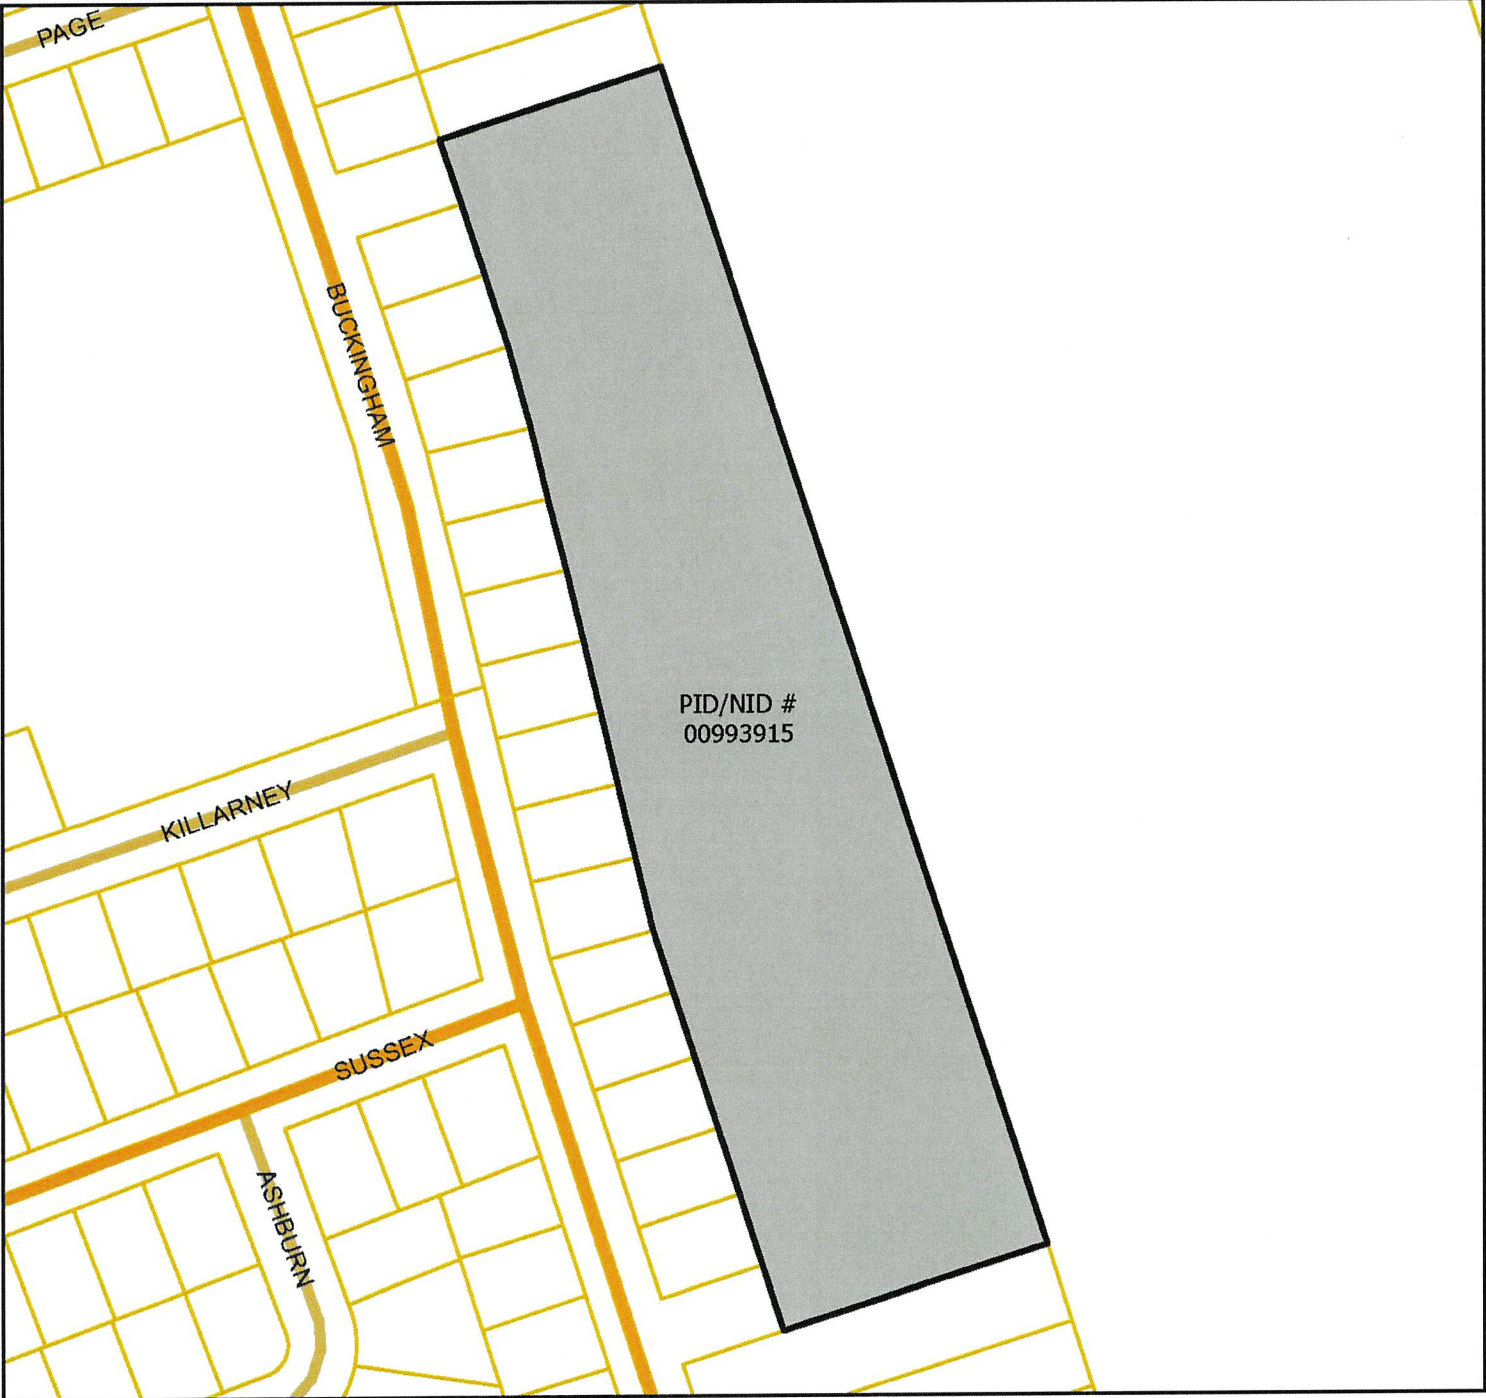 PAGE
BUCKINGHAM
PID/NID #
00993915
KILLARNEY
SUSSEX
ASHBURN